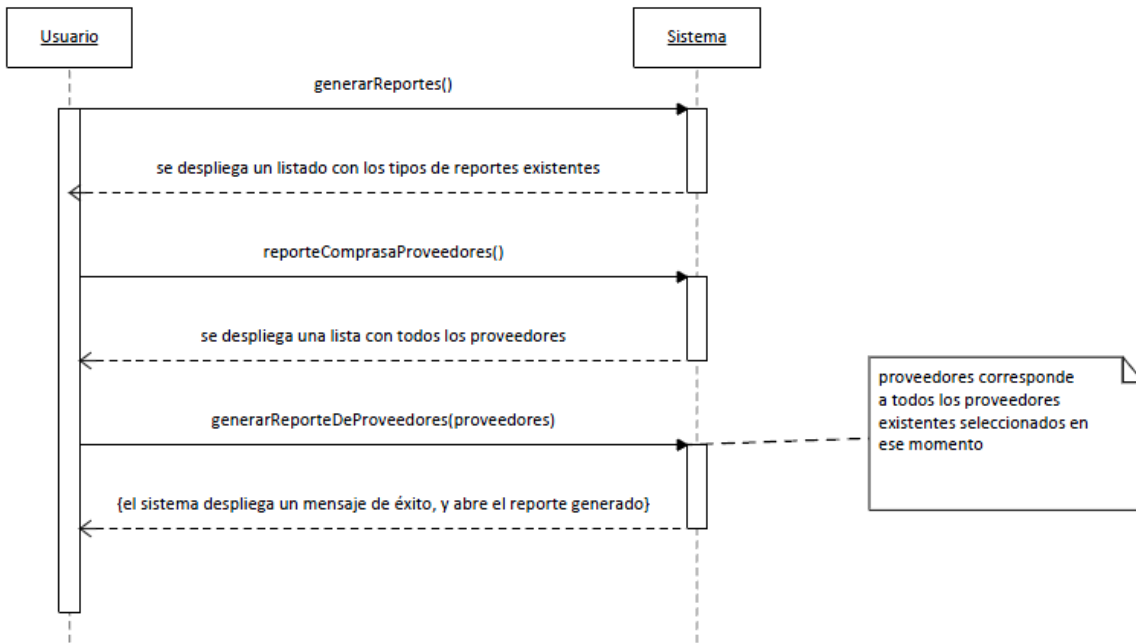 Usuario
Sistema
generarReportes()
se despliega un listado con los tipos de reportes existentes
reporteComprasaProveedores()
se despliega una lista con todos los proveedores
generarReporteDeProveedores(proveedores)
proveedores corresponde
a todos los proveedores
existentes seleccionados en
ese momento
{el sistema despliega un mensaje de éxito, y abre el reporte generado}